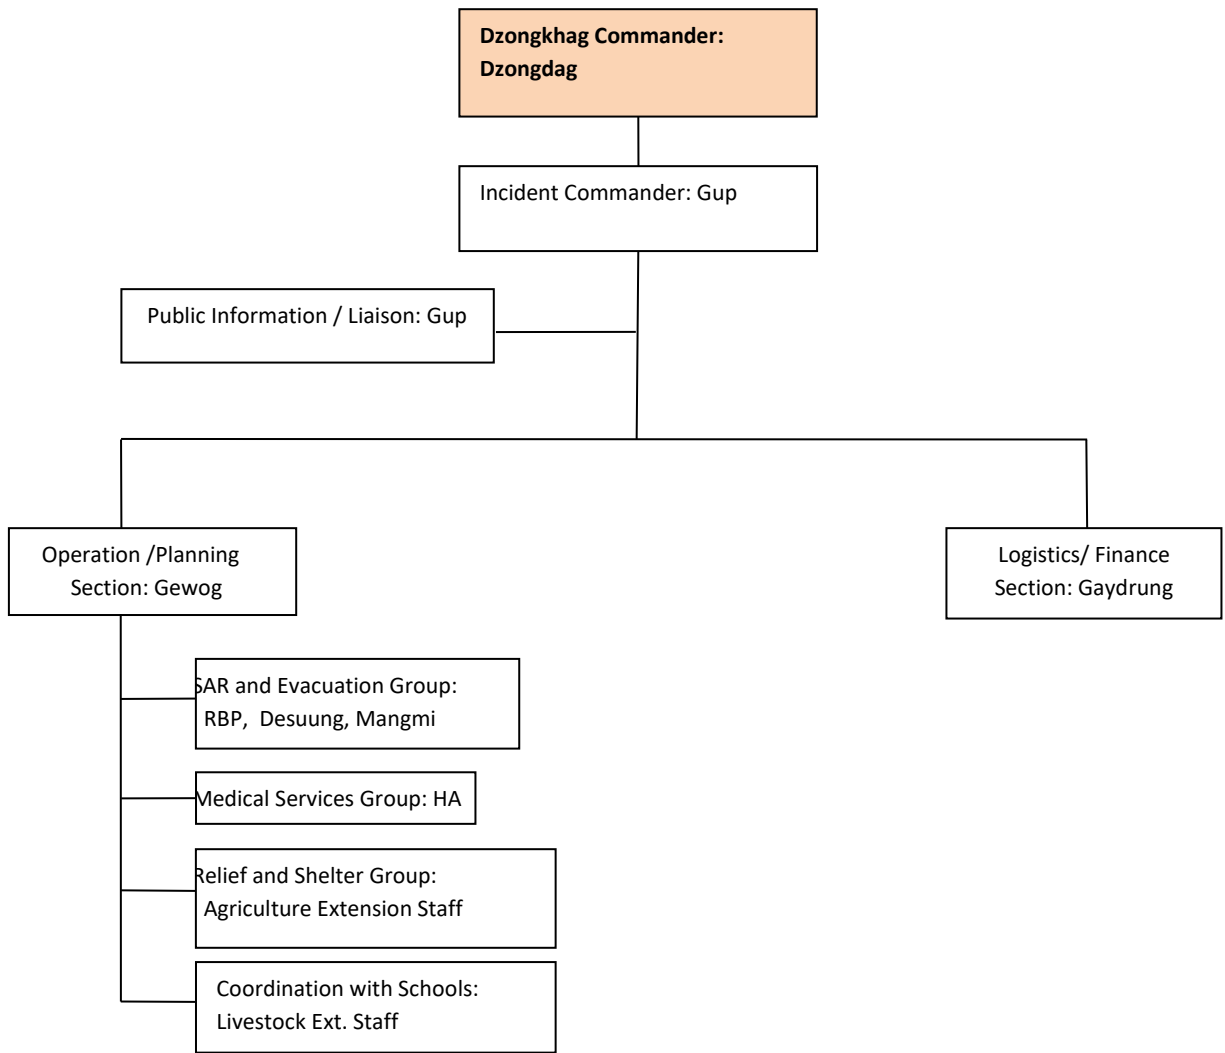 Dzongkhag Commander:
Dzongdag
Incident Commander: Gup
Public Information / Liaison: Gup
Operation /Planning
Section: Gewog
Logistics/ Finance
Section: Gaydrung
SAR and Evacuation Group:
RBP, Desuung, Mangmi
Medical Services Group: HA
Relief and Shelter Group:
Agriculture Extension Staff
Coordination with Schools:
Livestock Ext. Staff